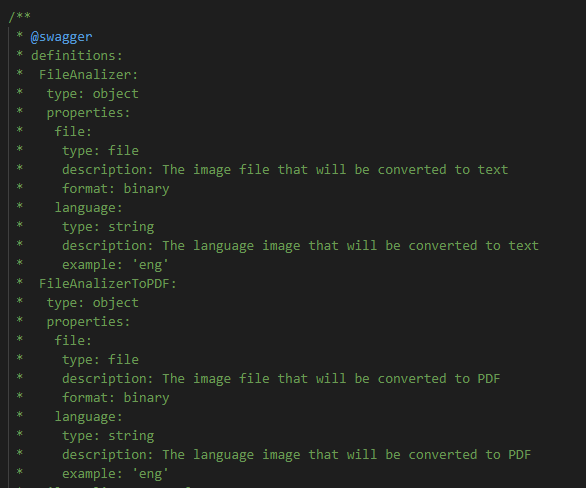 /**
* @swagger
* definitions:
*  FileAnalizer:
*   type: object
*   properties:
*    file:
*     type: file
*     description: The image file that will be converted to text
*     format: binary
*    language:
*     type: string
*     description: The language image that will be converted to text
*     example: 'eng'
*  FileAnalizerToPDF:
*   type: object
*   properties:
*    file:
*     type: file
*     description: The image file that will be converted to PDF
*     format: binary
*    language:
*     type: string
*     description: The language image that will be converted to PDF
*     example: 'eng'